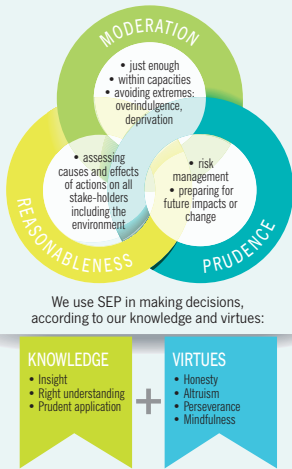 MODERATION
• just enough
• within capacities
• avoiding extremes:
overindulgence,
deprivation
• assessing
causes and effects
of actions on all
stake-holders
including the
environment
REASONABLENESS
• risk
management
• preparing for
future impacts or
change
PRUDENCE
We use SEP in making decisions,
according to our knowledge and virtues:
KNOWLEDGE
• Insight
• Right understanding
• Prudent application
+
VIRTUES
• Honesty
• Altruism
• Perseverance
• Mindfulness